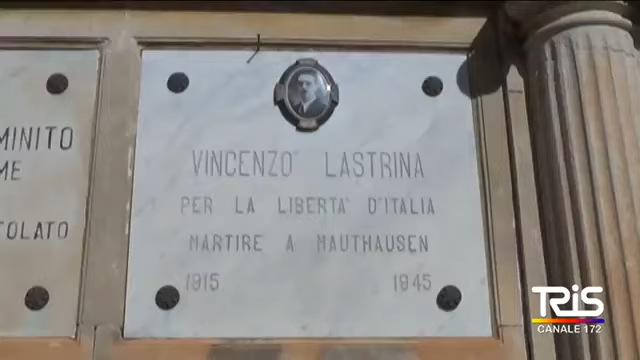 MINITO
ME
TOLATO
VINCENZO LASTRINA
PER LA LIBERTA' D'ITALIA
MARTIRE A MAUTHAUSEN
1915 1945
TRIS
CANALE 172